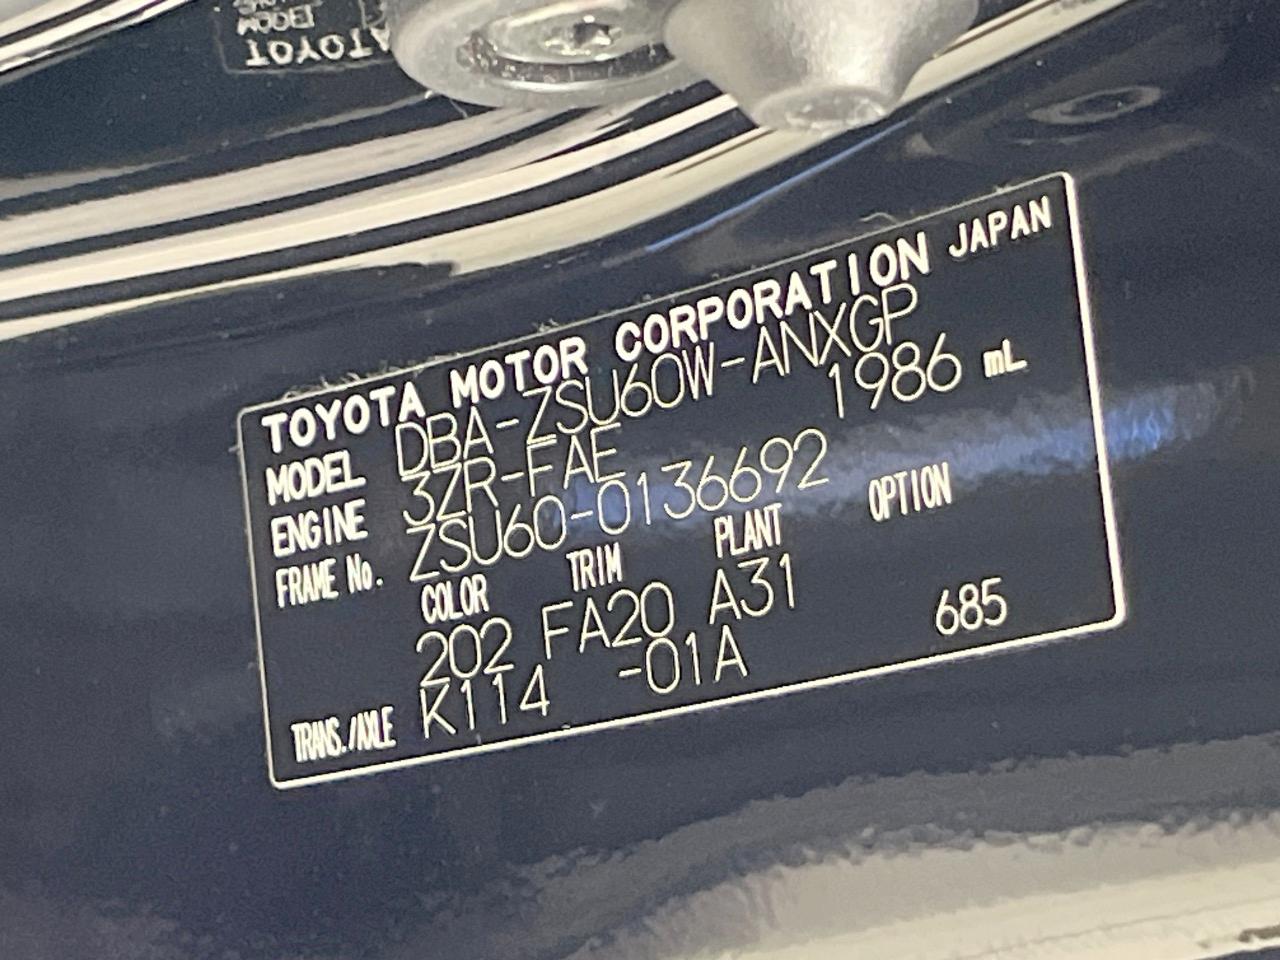 TOYOTA MOTOR CORPORATION JAPAN
MODEL DBA-ZSU60W-ANXGP
ENGINE 3ZR-FAE 1986 mL
FRAME No. ZSU60-0136692
COLOR TRIM PLANT OPTION
202 FA20 A31
TRANS./AXLE K114 -01A 685